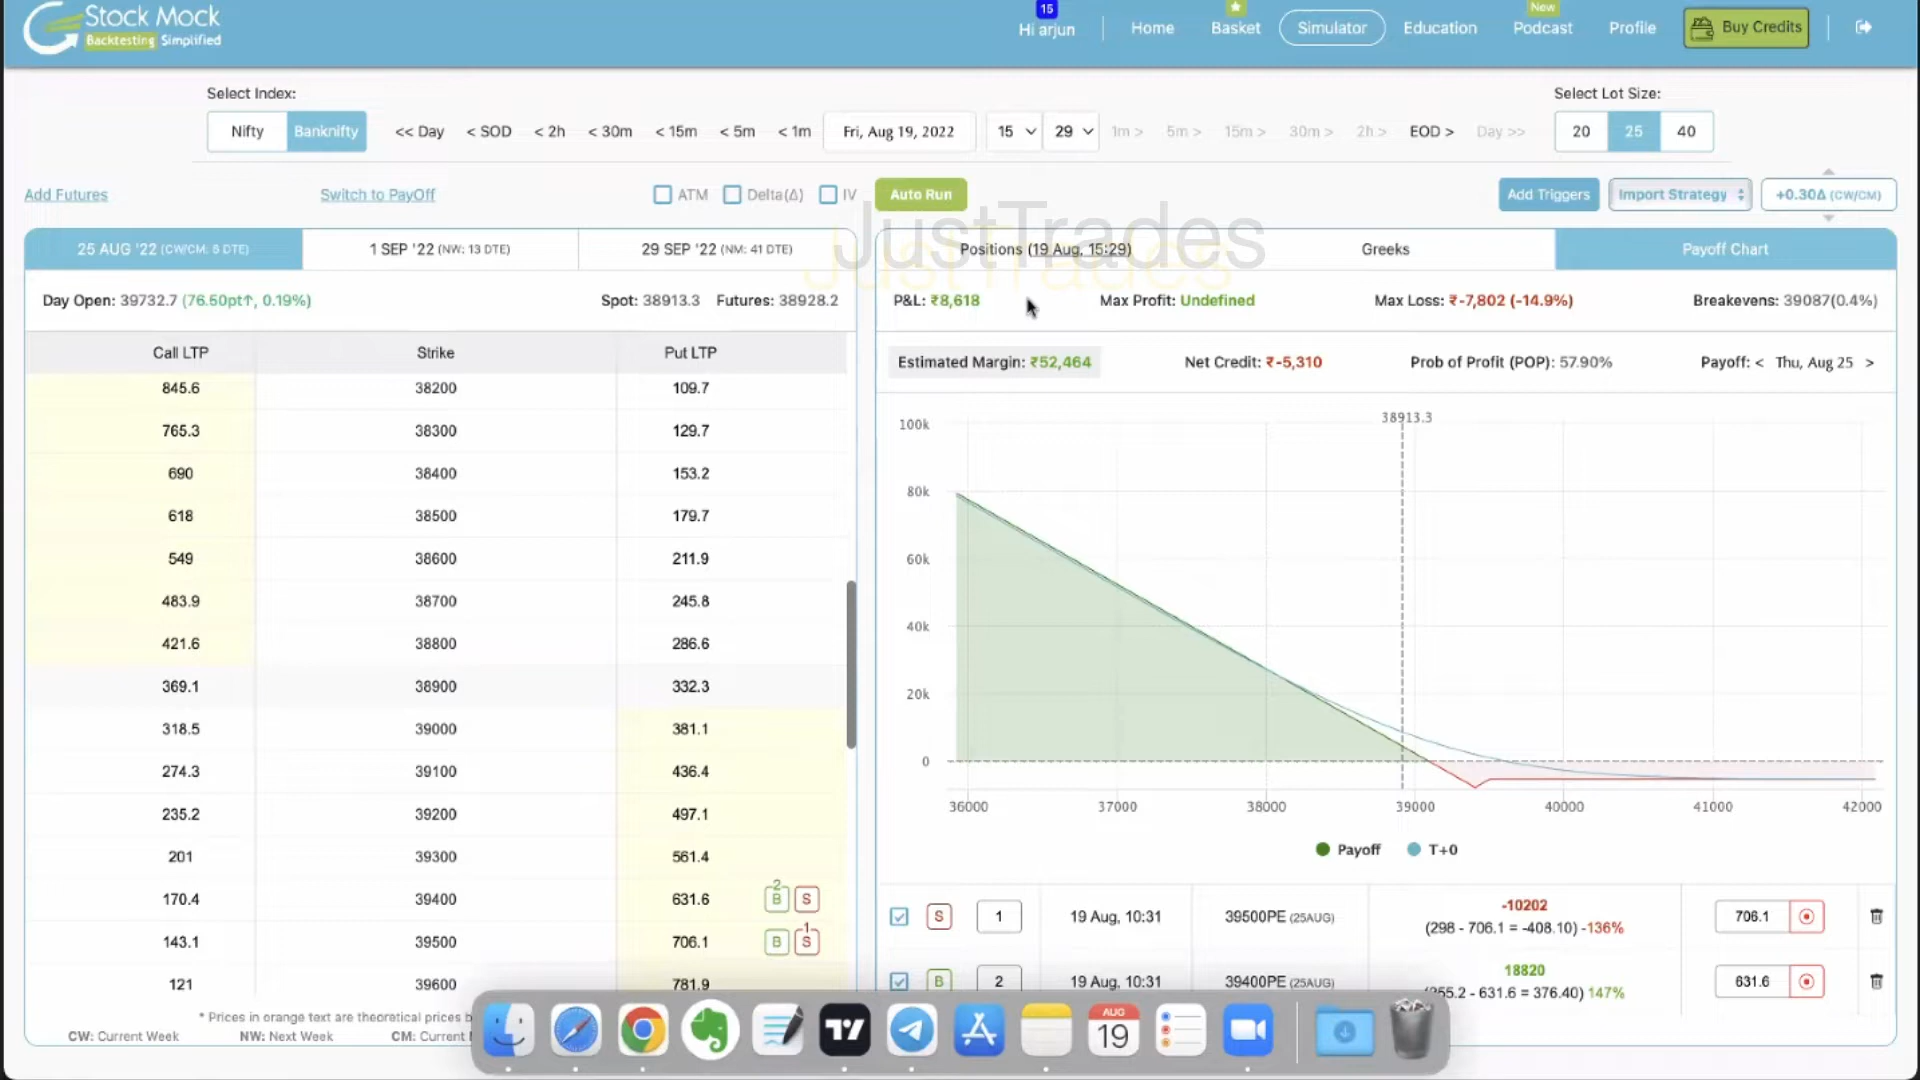 Stock Mock
Backtesting Simplified
15
Hi arjun
Home
Basket
Simulator
Education
New
Podcast
Profile
Buy Credits
Select Index:
Nifty Banknifty
<< Day < SOD < 2h < 30m < 15m < 5m < 1m
Fri, Aug 19, 2022
15 29
1m > 5m > 15m > 30m > 2h > EOD > Day >>
Select Lot Size:
20 25 40
Add Futures
Switch to PayOff
ATM Delta(Δ) IV
Auto Run
Add Triggers
Import Strategy
+0.30Δ (CW/CM)
JustTrades
JustTrades
25 AUG '22 (CW/CM: 6 DTE)
1 SEP '22 (NW: 13 DTE)
29 SEP '22 (NM: 41 DTE)
Positions (19 Aug, 15:29)
Greeks
Payoff Chart
Day Open: 39732.7 (76.50pt↑, 0.19%)
Spot: 38913.3 Futures: 38928.2
P&L: ₹8,618
Max Profit: Undefined
Max Loss: ₹-7,802 (-14.9%)
Breakevens: 39087(0.4%)
Call LTP Strike Put LTP
Estimated Margin: ₹52,464
Net Credit: ₹-5,310
Prob of Profit (POP): 57.90%
Payoff: < Thu, Aug 25 >
845.6 38200 109.7
765.3 38300 129.7
690 38400 153.2
618 38500 179.7
549 38600 211.9
483.9 38700 245.8
421.6 38800 286.6
369.1 38900 332.3
318.5 39000 381.1
274.3 39100 436.4
235.2 39200 497.1
201 39300 561.4
170.4 39400 631.6 2 B S
143.1 39500 706.1 B 1 S
121 39600 781.9
* Prices in orange text are theoretical prices b
CW: Current Week NW: Next Week CM: Current
38913.3
100k
80k
60k
40k
20k
0
36000 37000 38000 39000 40000 41000 42000
Payoff T+0
S 1 19 Aug, 10:31 39500PE (25AUG)
-10202
(298 - 706.1 = -408.10) -136%
706.1
B 2 19 Aug, 10:31 39400PE (25AUG)
18820
(255.2 - 631.6 = 376.40) 147%
631.6
AUG
19